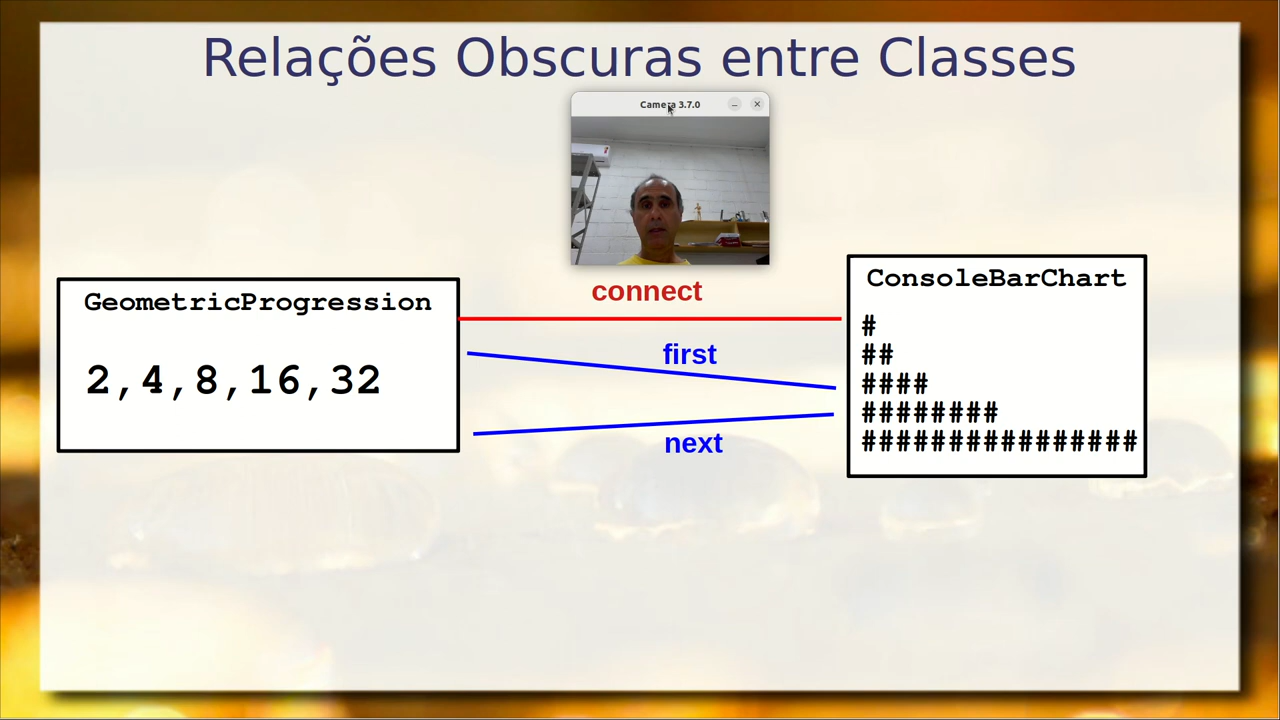 Relações Obscuras entre Classes
Camera 3.7.0
connect
GeometricProgression
2,4,8,16,32
first
next
ConsoleBarChart
#
##
####
########
################